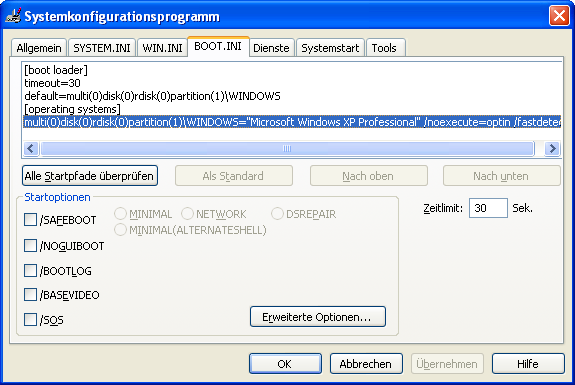 Systemkonfigurationsprogramm
Allgemein SYSTEM.INI WIN.INI BOOT.INI Dienste Systemstart Tools
[boot loader]
timeout=30
default=multi(0)disk(0)rdisk(0)partition(1)\WINDOWS
[operating systems]
multi(0)disk(0)rdisk(0)partition(1)\WINDOWS="Microsoft Windows XP Professional" /noexecute=optin /fastdetec
Alle Startpfade überprüfen Als Standard Nach oben Nach unten
Startoptionen
Zeitlimit: 30 Sek.
/SAFEBOOT MINIMAL NETWORK DSREPAIR
MINIMAL(ALTERNATESHELL)
/NOGUIBOOT
/BOOTLOG
/BASEVIDEO
/SOS
Erweiterte Optionen...
OK Abbrechen Übernehmen Hilfe